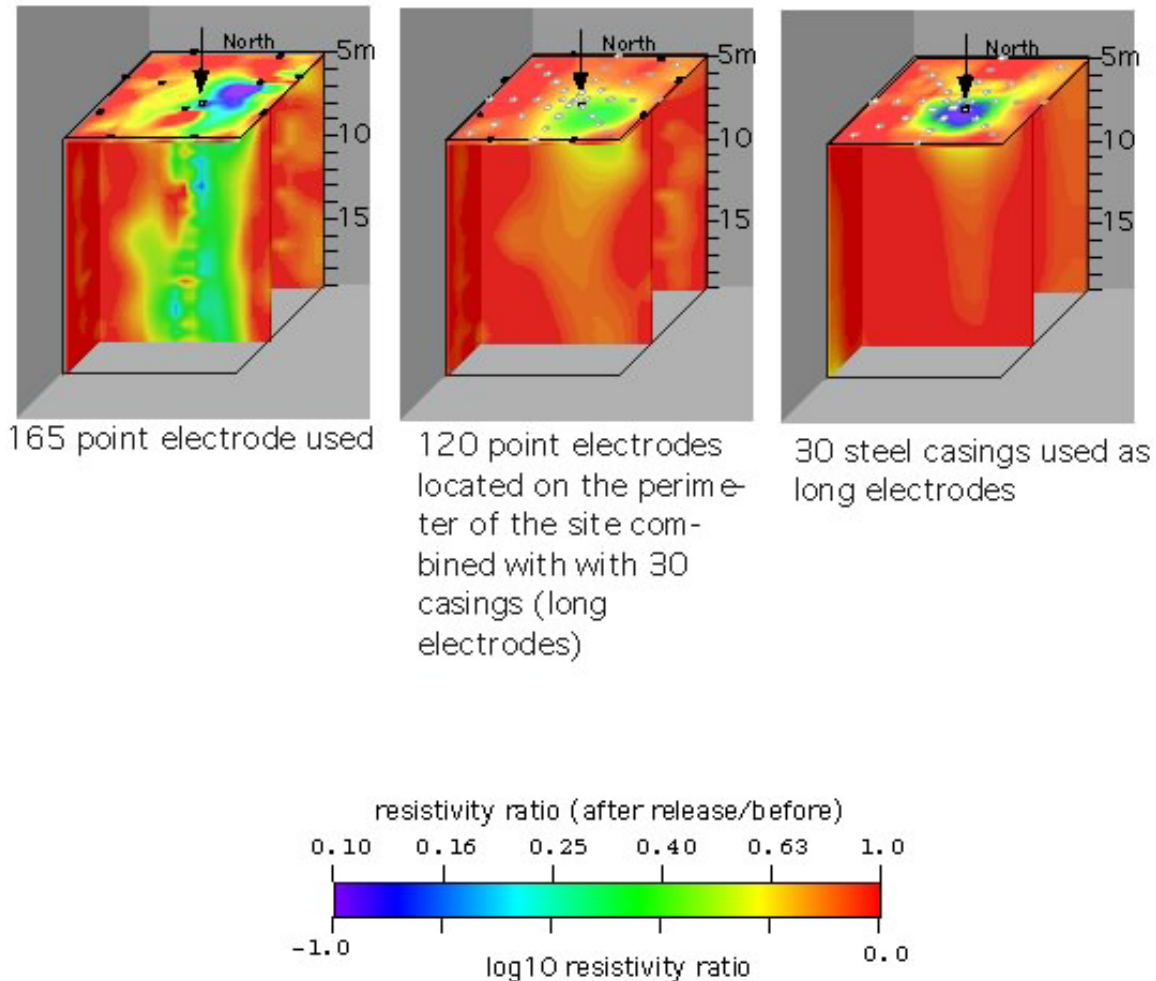 North
5m
10
15
165 point electrode used
North
5m
10
15
120 point electrodes
located on the perime-
ter of the site com-
bined with with 30
casings (long
electrodes)
North
5m
10
15
30 steel casings used as
long electrodes
resistivity ratio (after release/before)
0.10 0.16 0.25 0.40 0.63 1.0
-1.0 0.0
log10 resistivity ratio